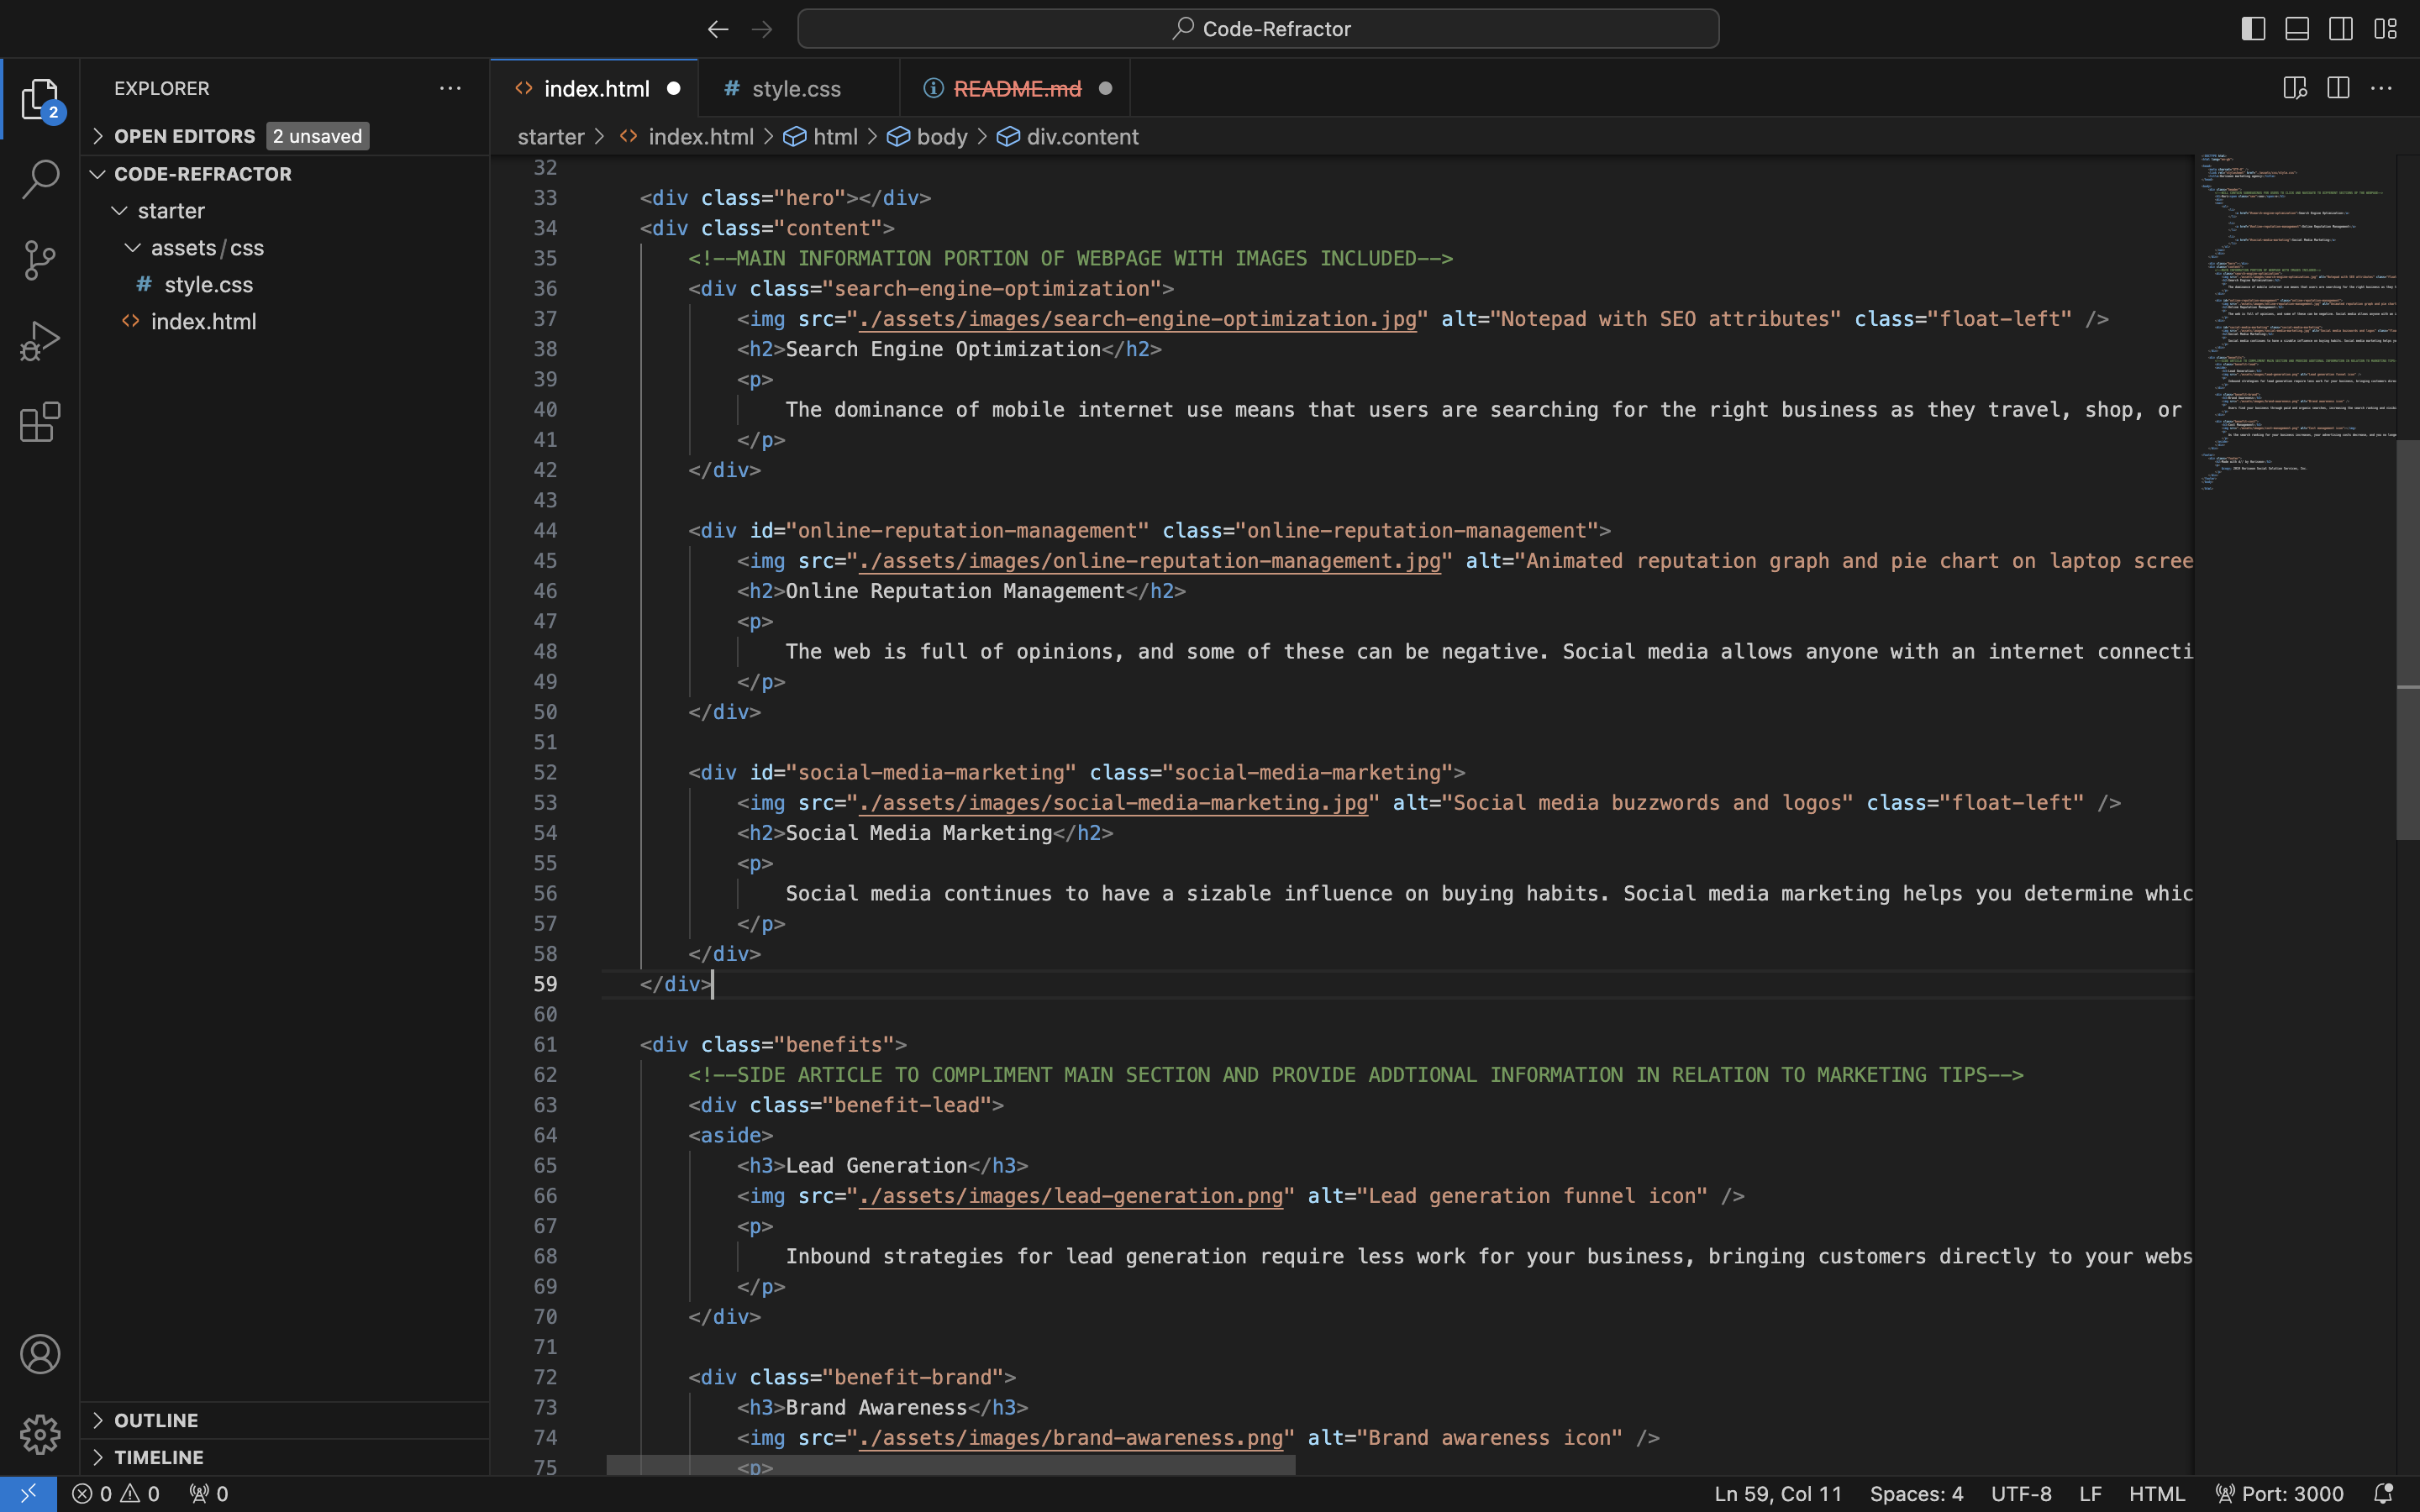 Code-Refractor
EXPLORER
index.html
style.css
README.md
2
OPEN EDITORS 2 unsaved
starter > index.html > html > body > div.content
CODE-REFRACTOR
starter
assets/css
style.css
index.html
32
33 <div class="hero"></div>
34 <div class="content">
35 <!--MAIN INFORMATION PORTION OF WEBPAGE WITH IMAGES INCLUDED-->
36 <div class="search-engine-optimization">
37 <img src="./assets/images/search-engine-optimization.jpg" alt="Notepad with SEO attributes" class="float-left" />
38 <h2>Search Engine Optimization</h2>
39 <p>
40 The dominance of mobile internet use means that users are searching for the right business as they travel, shop, or
41 </p>
42 </div>
43
44 <div id="online-reputation-management" class="online-reputation-management">
45 <img src="./assets/images/online-reputation-management.jpg" alt="Animated reputation graph and pie chart on laptop scree
46 <h2>Online Reputation Management</h2>
47 <p>
48 The web is full of opinions, and some of these can be negative. Social media allows anyone with an internet connecti
49 </p>
50 </div>
51
52 <div id="social-media-marketing" class="social-media-marketing">
53 <img src="./assets/images/social-media-marketing.jpg" alt="Social media buzzwords and logos" class="float-left" />
54 <h2>Social Media Marketing</h2>
55 <p>
56 Social media continues to have a sizable influence on buying habits. Social media marketing helps you determine whic
57 </p>
58 </div>
59 </div>
60
61 <div class="benefits">
62 <!--SIDE ARTICLE TO COMPLIMENT MAIN SECTION AND PROVIDE ADDTIONAL INFORMATION IN RELATION TO MARKETING TIPS-->
63 <div class="benefit-lead">
64 <aside>
65 <h3>Lead Generation</h3>
66 <img src="./assets/images/lead-generation.png" alt="Lead generation funnel icon" />
67 <p>
68 Inbound strategies for lead generation require less work for your business, bringing customers directly to your webs
69 </p>
70 </div>
71
72 <div class="benefit-brand">
73 <h3>Brand Awareness</h3>
74 <img src="./assets/images/brand-awareness.png" alt="Brand awareness icon" />
75 <p>
OUTLINE
TIMELINE
0 0 0
Ln 59, Col 11 Spaces: 4 UTF-8 LF HTML Port: 3000